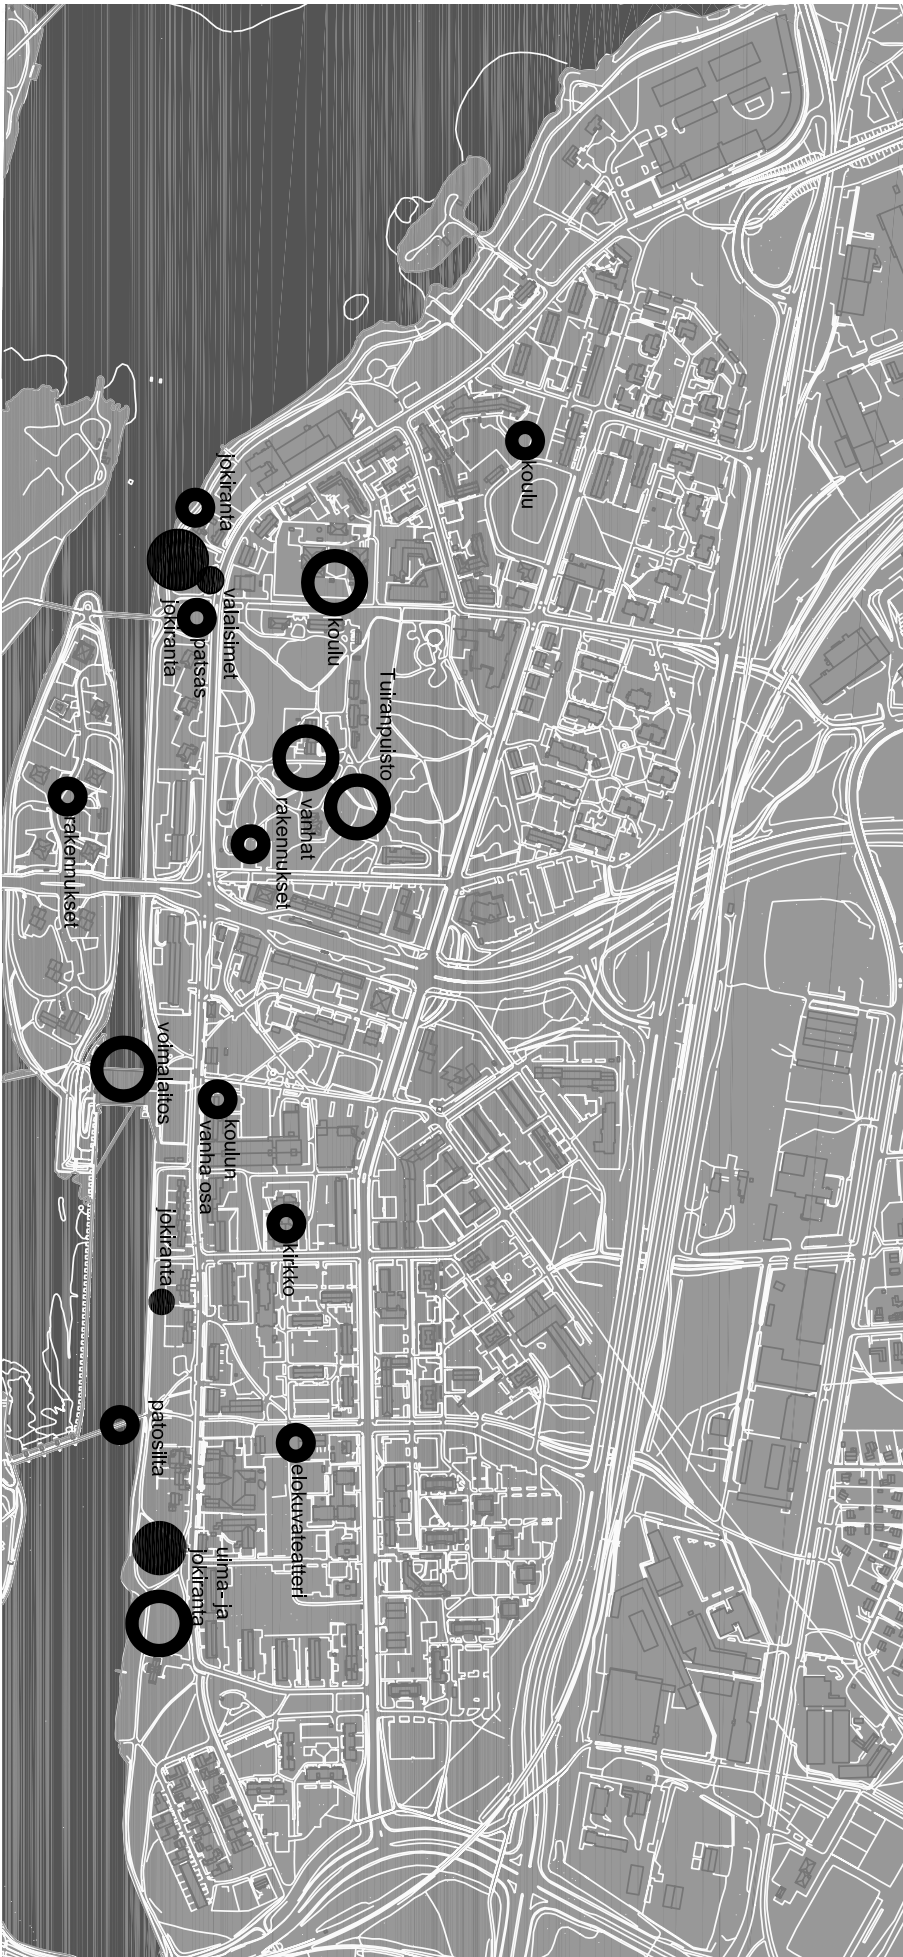 koulu
jokiranta
valaisimet
koulu
patsas
jokiranta
Tuiranpuisto
vanhat
rakennukset
rakennukset
voimalaitos
koulun
vanha osa
jokiranta
kirkko
patosilta
elokuvateatteri
uima- ja
jokiranta